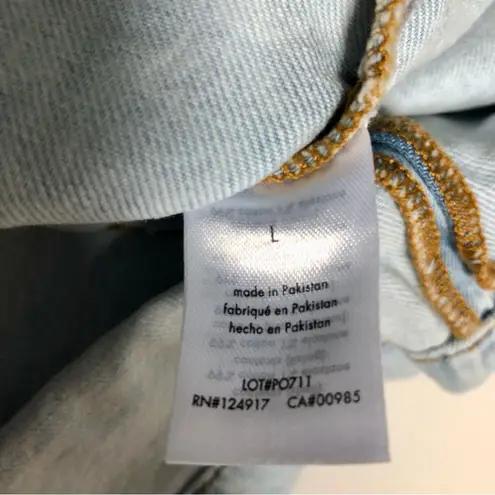 L
made in Pakistan
fabriqué en Pakistan
hecho en Pakistan
LOT#PO711
RN#124917 CA#00985